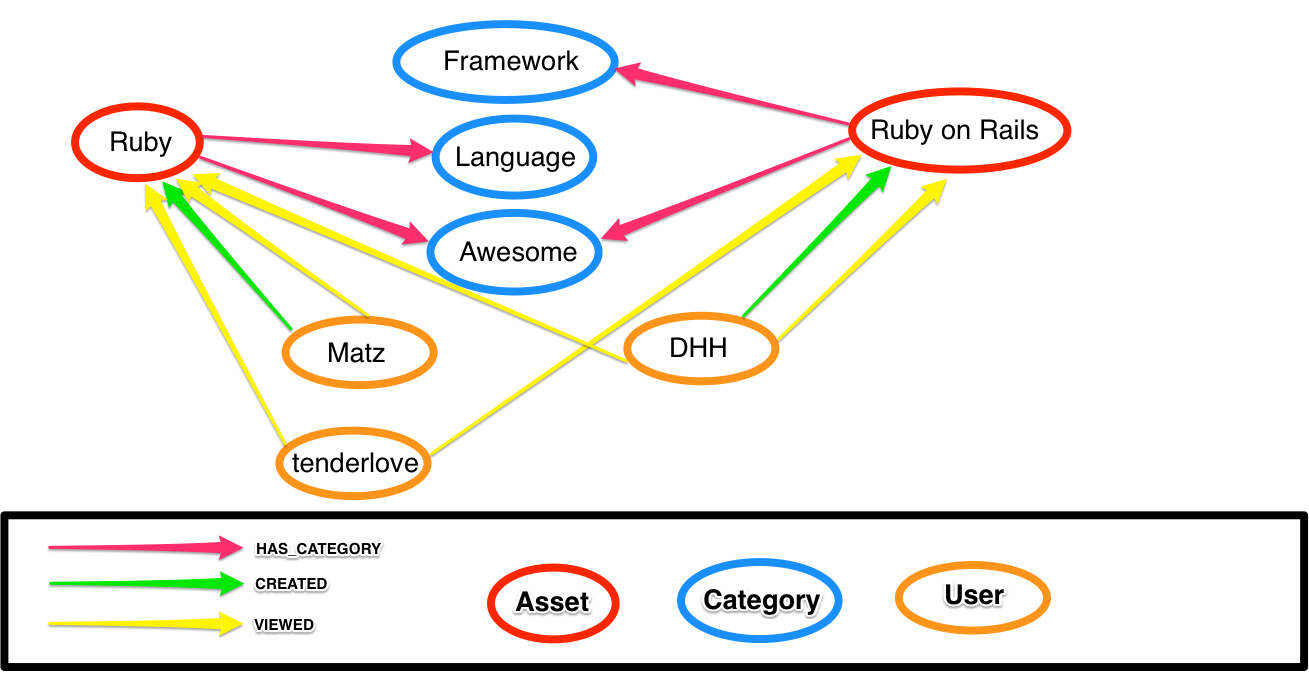 Framework
Ruby
Ruby on Rails
Language
Awesome
Matz
DHH
tenderlove
HAS_CATEGORY
CREATED
VIEWED
Asset
Category
User